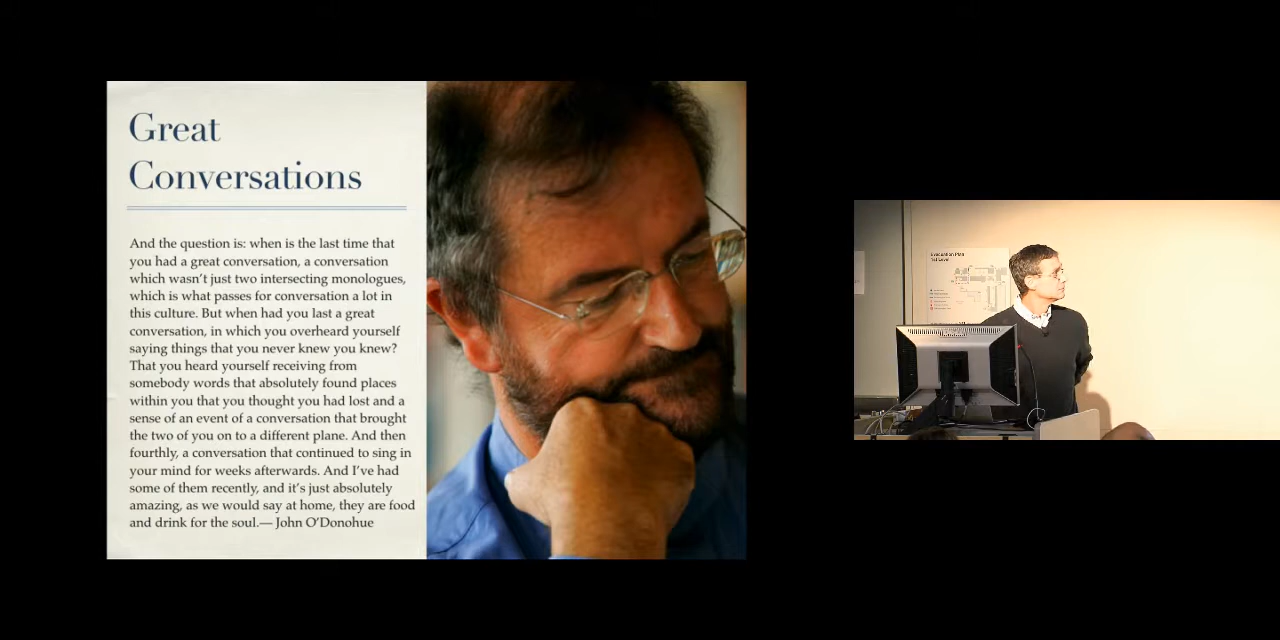 Great
Conversations
And the question is: when is the last time that
you had a great conversation, a conversation
which wasn't just two intersecting monologues,
which is what passes for conversation a lot in
this culture. But when had you last a great
conversation, in which you overheard yourself
saying things that you never knew you knew?
That you heard yourself receiving from
somebody words that absolutely found places
within you that you thought you had lost and a
sense of an event of a conversation that brought
the two of you on to a different plane. And then
fourthly, a conversation that continued to sing in
your mind for weeks afterwards. And I've had
some of them recently, and it's just absolutely
amazing, as we would say at home, they are food
and drink for the soul.— John O'Donohue
Evacuation Plan